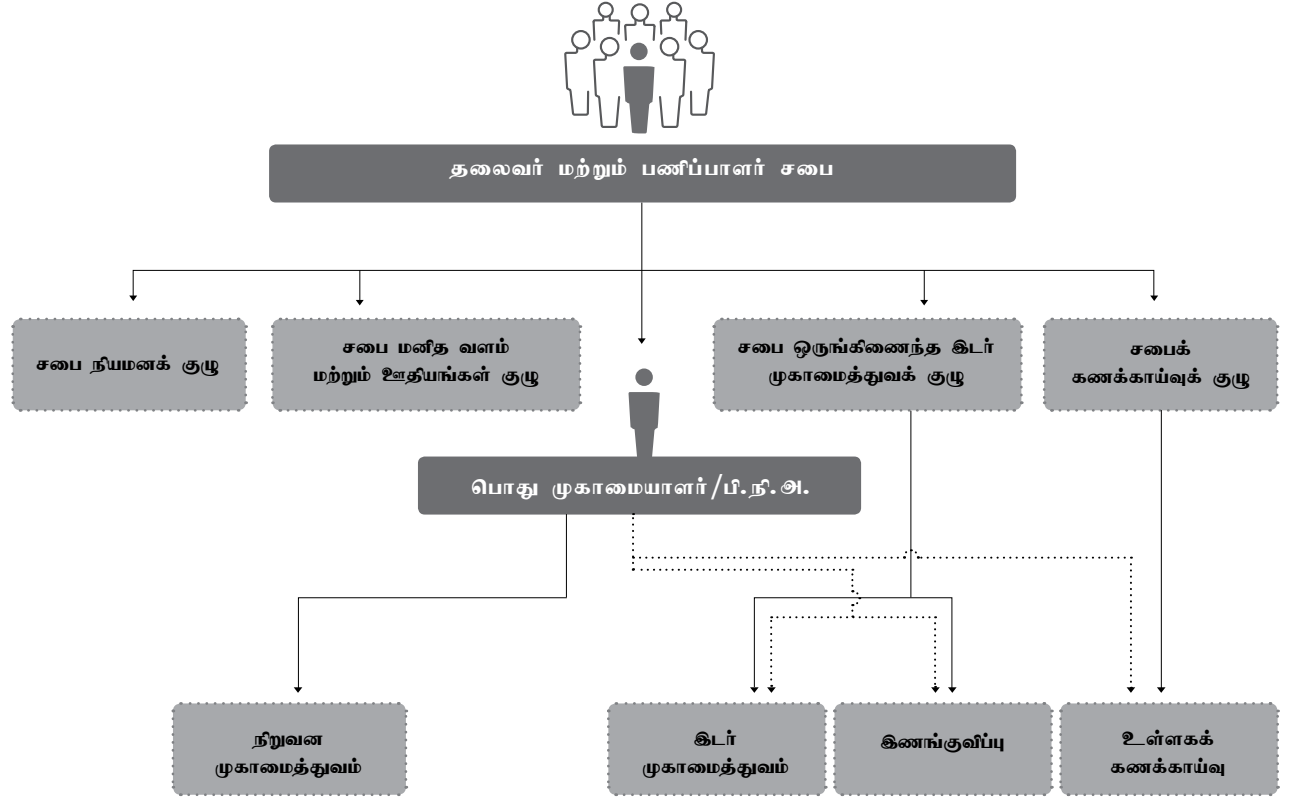 தலைவர் மற்றும் பணிப்பாளர் சபை
சபை நியமனக் குழு
சபை மனித வளம்
மற்றும் ஊதியங்கள் குழு
சபை ஒருங்கிணைந்த இடர்
முகாமைத்துவக் குழு
சபைக்
கணக்காய்வுக் குழு
பொது முகாமையாளர்/பி.நி.அ.
நிறுவன
முகாமைத்துவம்
இடர்
முகாமைத்துவம்
இணங்குவிப்பு
உள்ளகக்
கணக்காய்வு